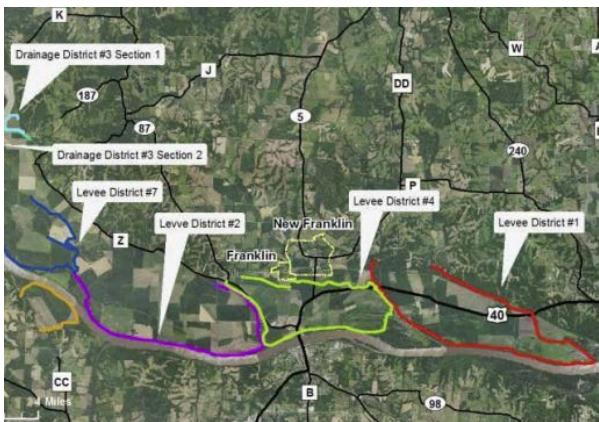 K
W
Drainage District #3 Section 1
J
DD
187
5
87
240
Drainage District #3 Section 2
P
Levee District #7
Levee District #4
Levve District #2
New Franklin
Levee District #1
Z
Franklin
40
CC
B
98
Miles